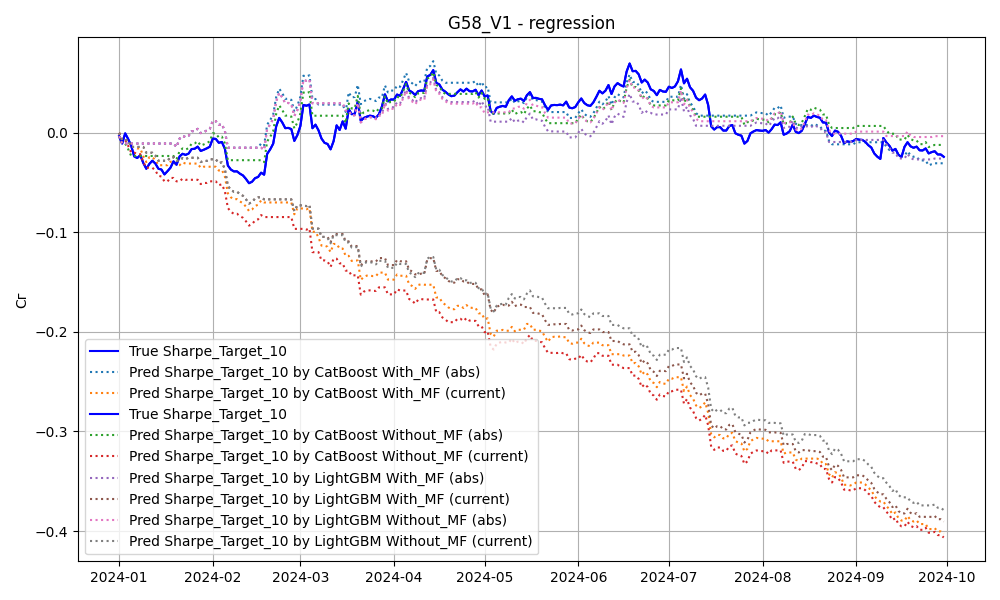 G58_V1 - regression
Cr
0.0
−0.1
−0.2
−0.3
−0.4
True Sharpe_Target_10
Pred Sharpe_Target_10 by CatBoost With_MF (abs)
Pred Sharpe_Target_10 by CatBoost With_MF (current)
True Sharpe_Target_10
Pred Sharpe_Target_10 by CatBoost Without_MF (abs)
Pred Sharpe_Target_10 by CatBoost Without_MF (current)
Pred Sharpe_Target_10 by LightGBM With_MF (abs)
Pred Sharpe_Target_10 by LightGBM With_MF (current)
Pred Sharpe_Target_10 by LightGBM Without_MF (abs)
Pred Sharpe_Target_10 by LightGBM Without_MF (current)
2024-01 2024-02 2024-03 2024-04 2024-05 2024-06 2024-07 2024-08 2024-09 2024-10